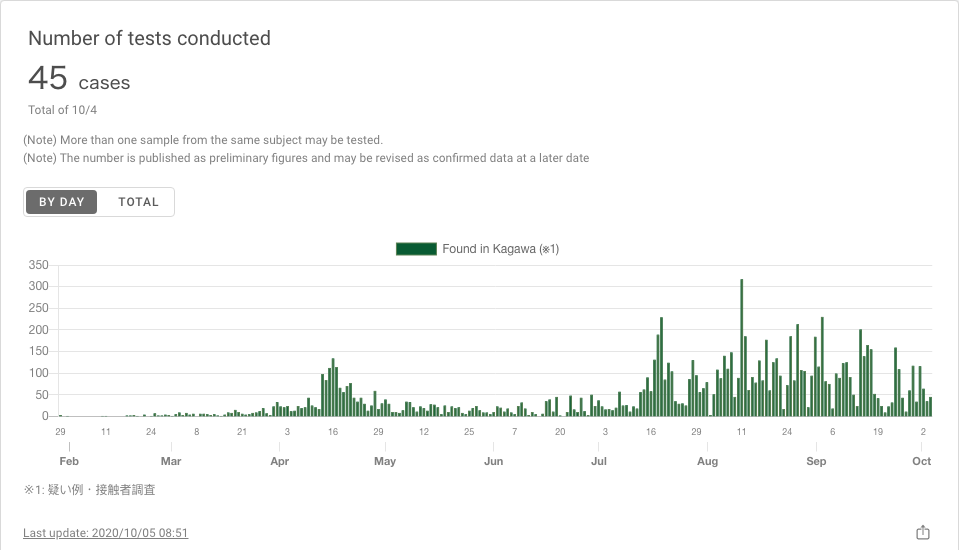 Number of tests conducted
45 cases
Total of 10/4
(Note) More than one sample from the same subject may be tested.
(Note) The number is published as preliminary figures and may be revised as confirmed data at a later date
BY DAY TOTAL
Found in Kagawa (※1)
350
300
250
200
150
100
50
0
29 11 24 8 21 3 16 29 12 25 7 20 3 16 29 11 24 6 19 2
Feb Mar Apr May Jun Jul Aug Sep Oct
※1: 疑い例・接触者調査
Last update: 2020/10/05 08:51